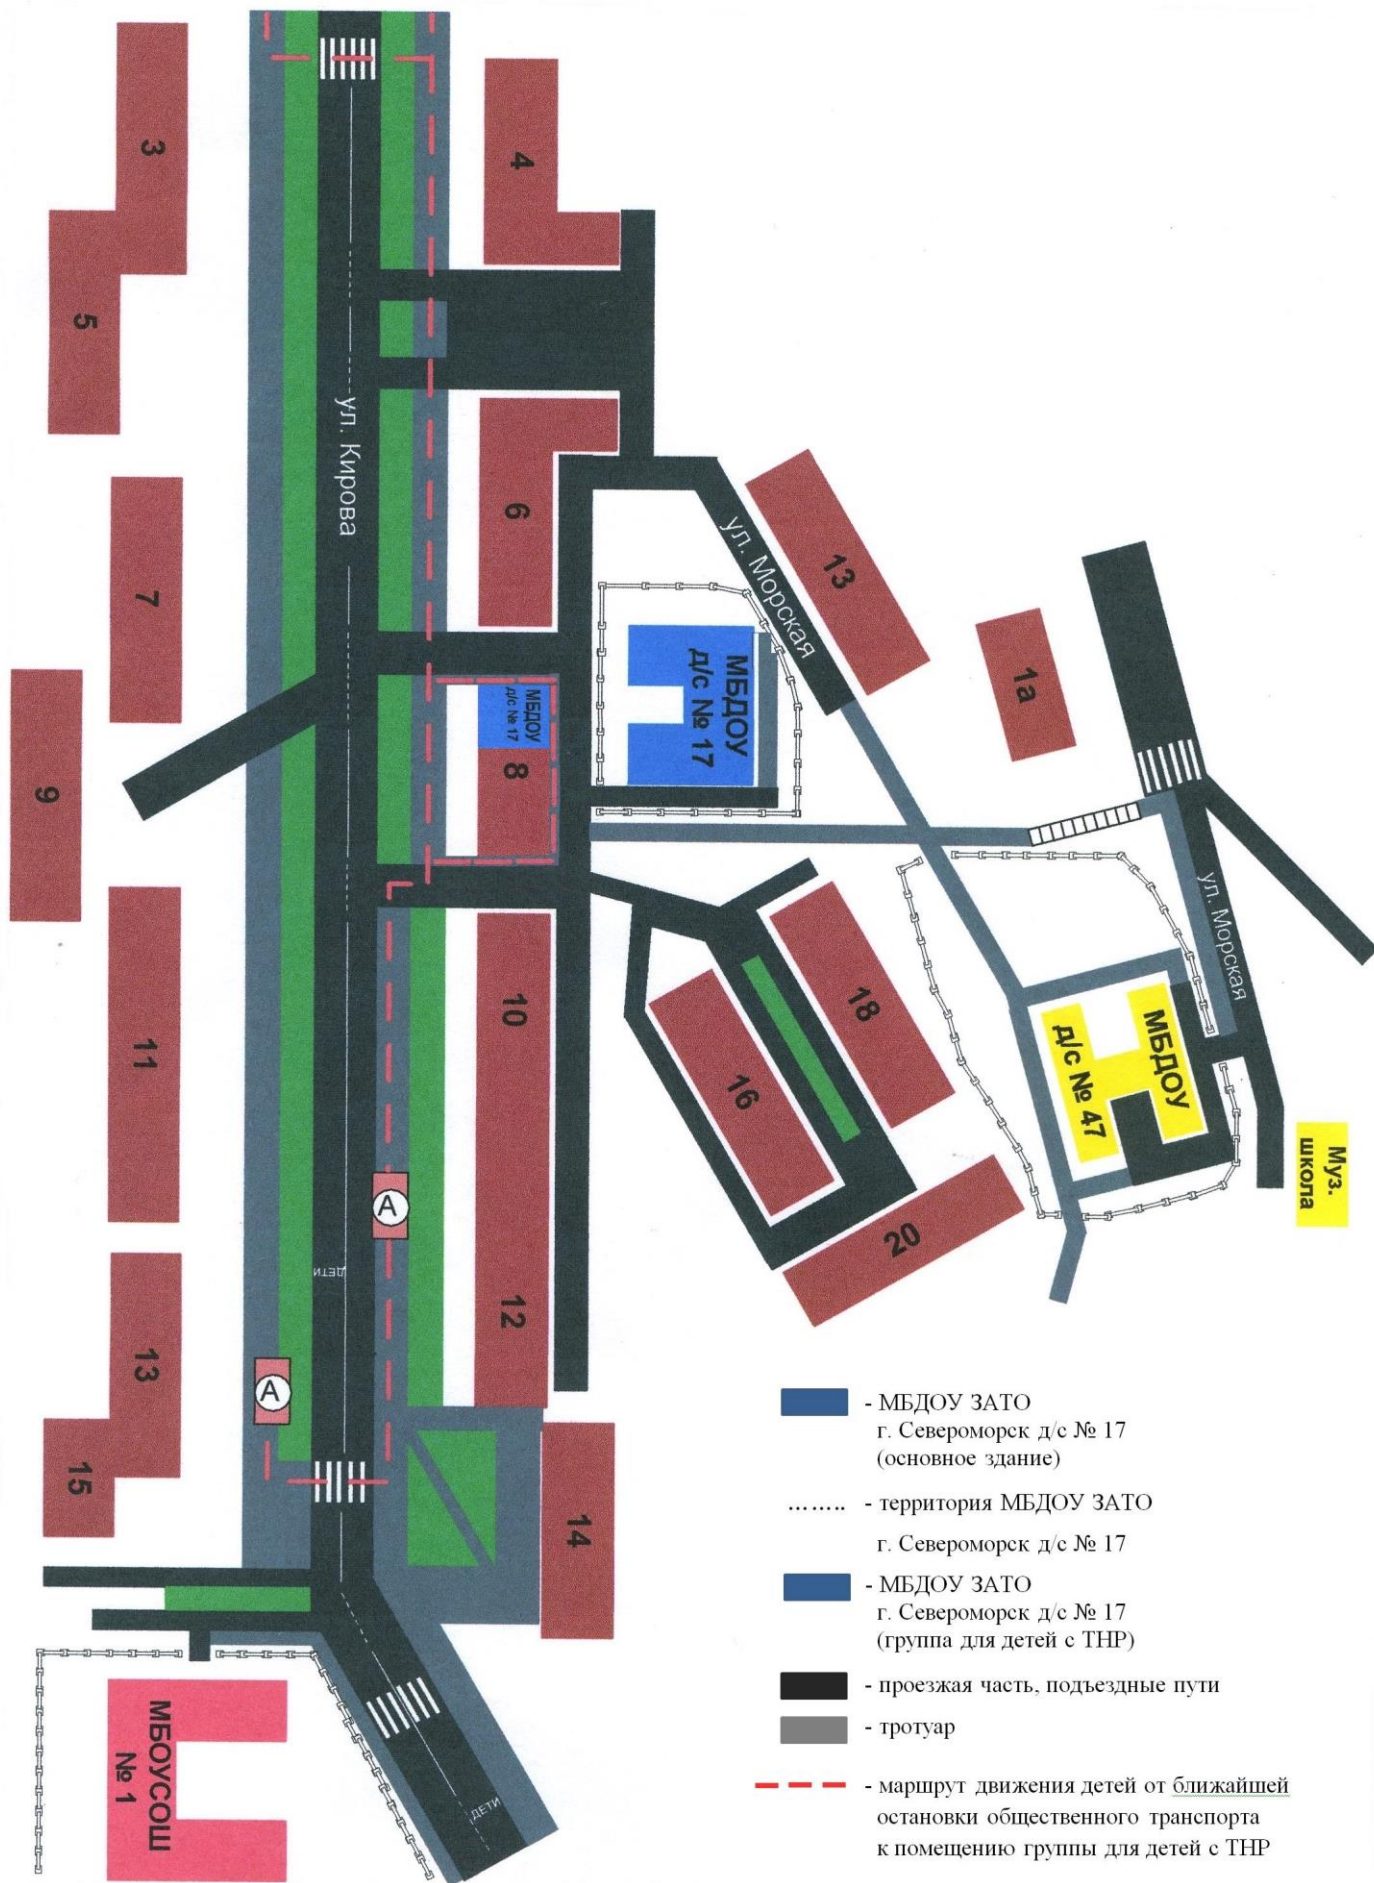 3
4
5
ул. Кирова
6
ул. Морская
13
7
1а
МБДОУ
д/с № 17
МБДОУ
д/с № 17
8
9
ул. Морская
10
11
18
16
МБДОУ
д/с № 47
Муз.
школа
А
20
ДЕТИ
12
13
А
15
14
МБОУСОШ
№ 1
ДЕТИ
- МБДОУ ЗАТО
г. Североморск д/с № 17
(основное здание)
........ - территория МБДОУ ЗАТО
г. Североморск д/с № 17
- МБДОУ ЗАТО
г. Североморск д/с № 17
(группа для детей с ТНР)
- проезжая часть, подъездные пути
- тротуар
- маршрут движения детей от ближайшей
остановки общественного транспорта
к помещению группы для детей с ТНР